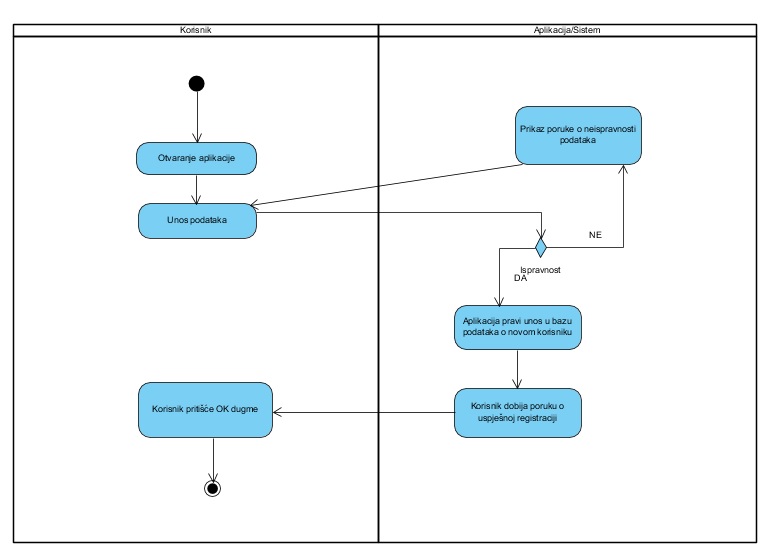 Korisnik
Aplikacija/Sistem
Prikaz poruke o neispravnosti
podataka
Otvaranje aplikacije
Unos podataka
NE
Ispravnost
DA
Aplikacija pravi unos u bazu
podataka o novom korisniku
Korisnik pritišće OK dugme
Korisnik dobija poruku o
uspješnoj registraciji